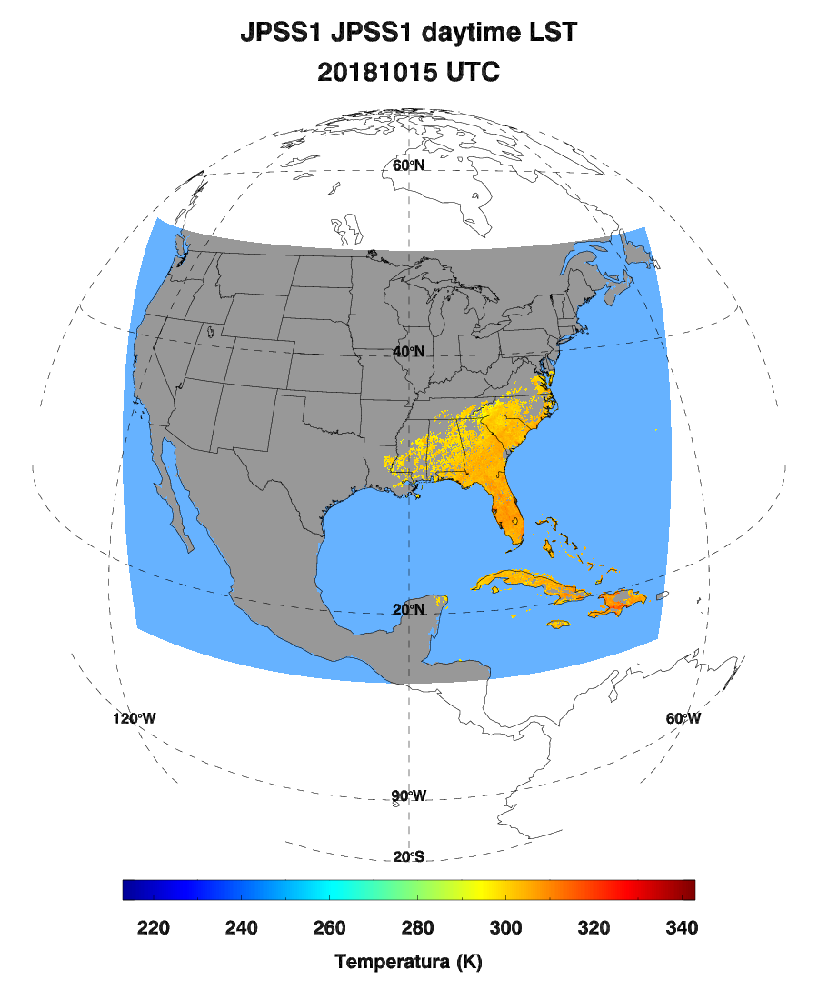 JPSS1 JPSS1 daytime LST
20181015 UTC
60°N
40°N
20°N
120°W
60°W
90°W
20°S
220 240 260 280 300 320 340
Temperatura (K)